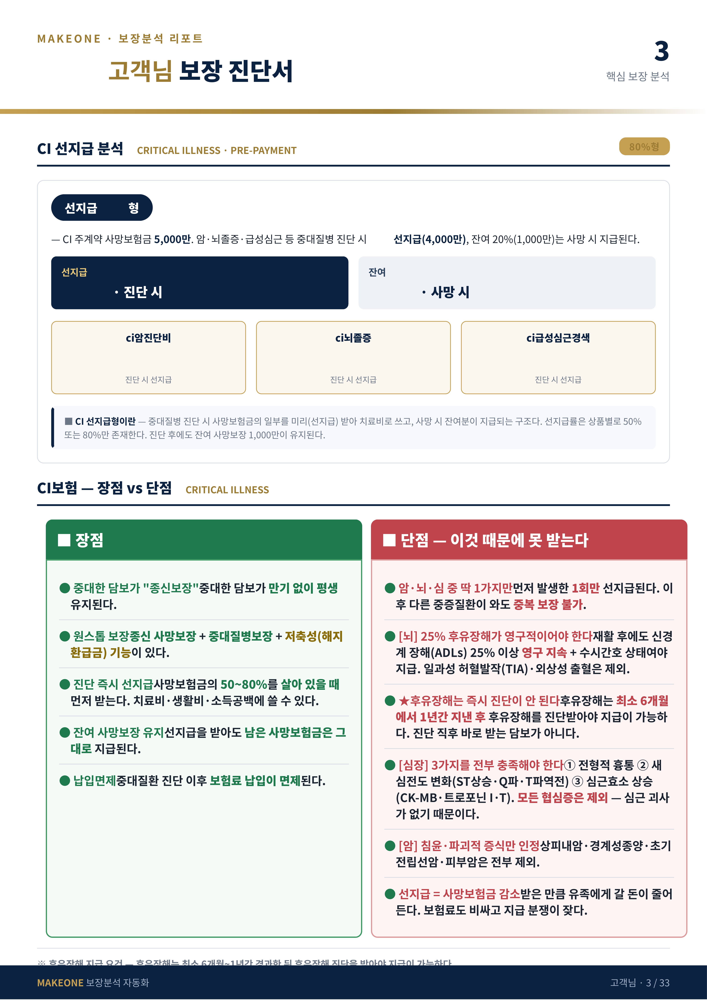 MAKEONE · 보장분석 리포트
고객님 보장 진단서
3
핵심 보장 분석
CI 선지급 분석 CRITICAL ILLNESS · PRE-PAYMENT
80%형
선지급 형
— CI 주계약 사망보험금 5,000만. 암·뇌졸증·급성심근 등 중대질병 진단 시 선지급(4,000만), 잔여 20%(1,000만)는 사망 시 지급된다.
선지급
· 진단 시
잔여
· 사망 시
ci암진단비
진단 시 선지급
ci뇌졸증
진단 시 선지급
ci급성심근경색
진단 시 선지급
■ CI 선지급형이란 — 중대질병 진단 시 사망보험금의 일부를 미리(선지급) 받아 치료비로 쓰고, 사망 시 잔여분이 지급되는 구조다. 선지급률은 상품별로 50%
또는 80%만 존재한다. 진단 후에도 잔여 사망보장 1,000만이 유지된다.
CI보험 — 장점 vs 단점 CRITICAL ILLNESS
■ 장점
● 중대한 담보가 "종신보장"중대한 담보가 만기 없이 평생
유지된다.
● 원스톱 보장종신 사망보장 + 중대질병보장 + 저축성(해지
환급금) 기능이 있다.
● 진단 즉시 선지급사망보험금의 50~80%를 살아 있을 때
먼저 받는다. 치료비·생활비·소득공백에 쓸 수 있다.
● 잔여 사망보장 유지선지급을 받아도 남은 사망보험금은 그
대로 지급된다.
● 납입면제중대질환 진단 이후 보험료 납입이 면제된다.
■ 단점 — 이것 때문에 못 받는다
● 암·뇌·심 중 딱 1가지만먼저 발생한 1회만 선지급된다. 이
후 다른 중증질환이 와도 중복 보장 불가.
● [뇌] 25% 후유장해가 영구적이어야 한다재활 후에도 신경
계 장해(ADLs) 25% 이상 영구 지속 + 수시간호 상태여야
지급. 일과성 허혈발작(TIA)·외상성 출혈은 제외.
● ★후유장해는 즉시 진단이 안 된다후유장해는 최소 6개월
에서 1년간 지낸 후 후유장해를 진단받아야 지급이 가능하
다. 진단 직후 바로 받는 담보가 아니다.
● [심장] 3가지를 전부 충족해야 한다① 전형적 흉통 ② 새
심전도 변화(ST상승·Q파·T파역전) ③ 심근효소 상승
(CK-MB·트로포닌 I·T). 모든 협심증은 제외 — 심근 괴사
가 없기 때문이다.
● [암] 침윤·파괴적 증식만 인정상피내암·경계성종양·초기
전립선암·피부암은 전부 제외.
● 선지급 = 사망보험금 감소받은 만큼 유족에게 갈 돈이 줄어
든다. 보험료도 비싸고 지급 분쟁이 잦다.
※ 후유장해 지급 요건 — 후유장해는 최소 6개월~1년간 경과한 뒤 후유장해 진단을 받아야 지급이 가능하다
MAKEONE 보장분석 자동화
고객님 · 3 / 33